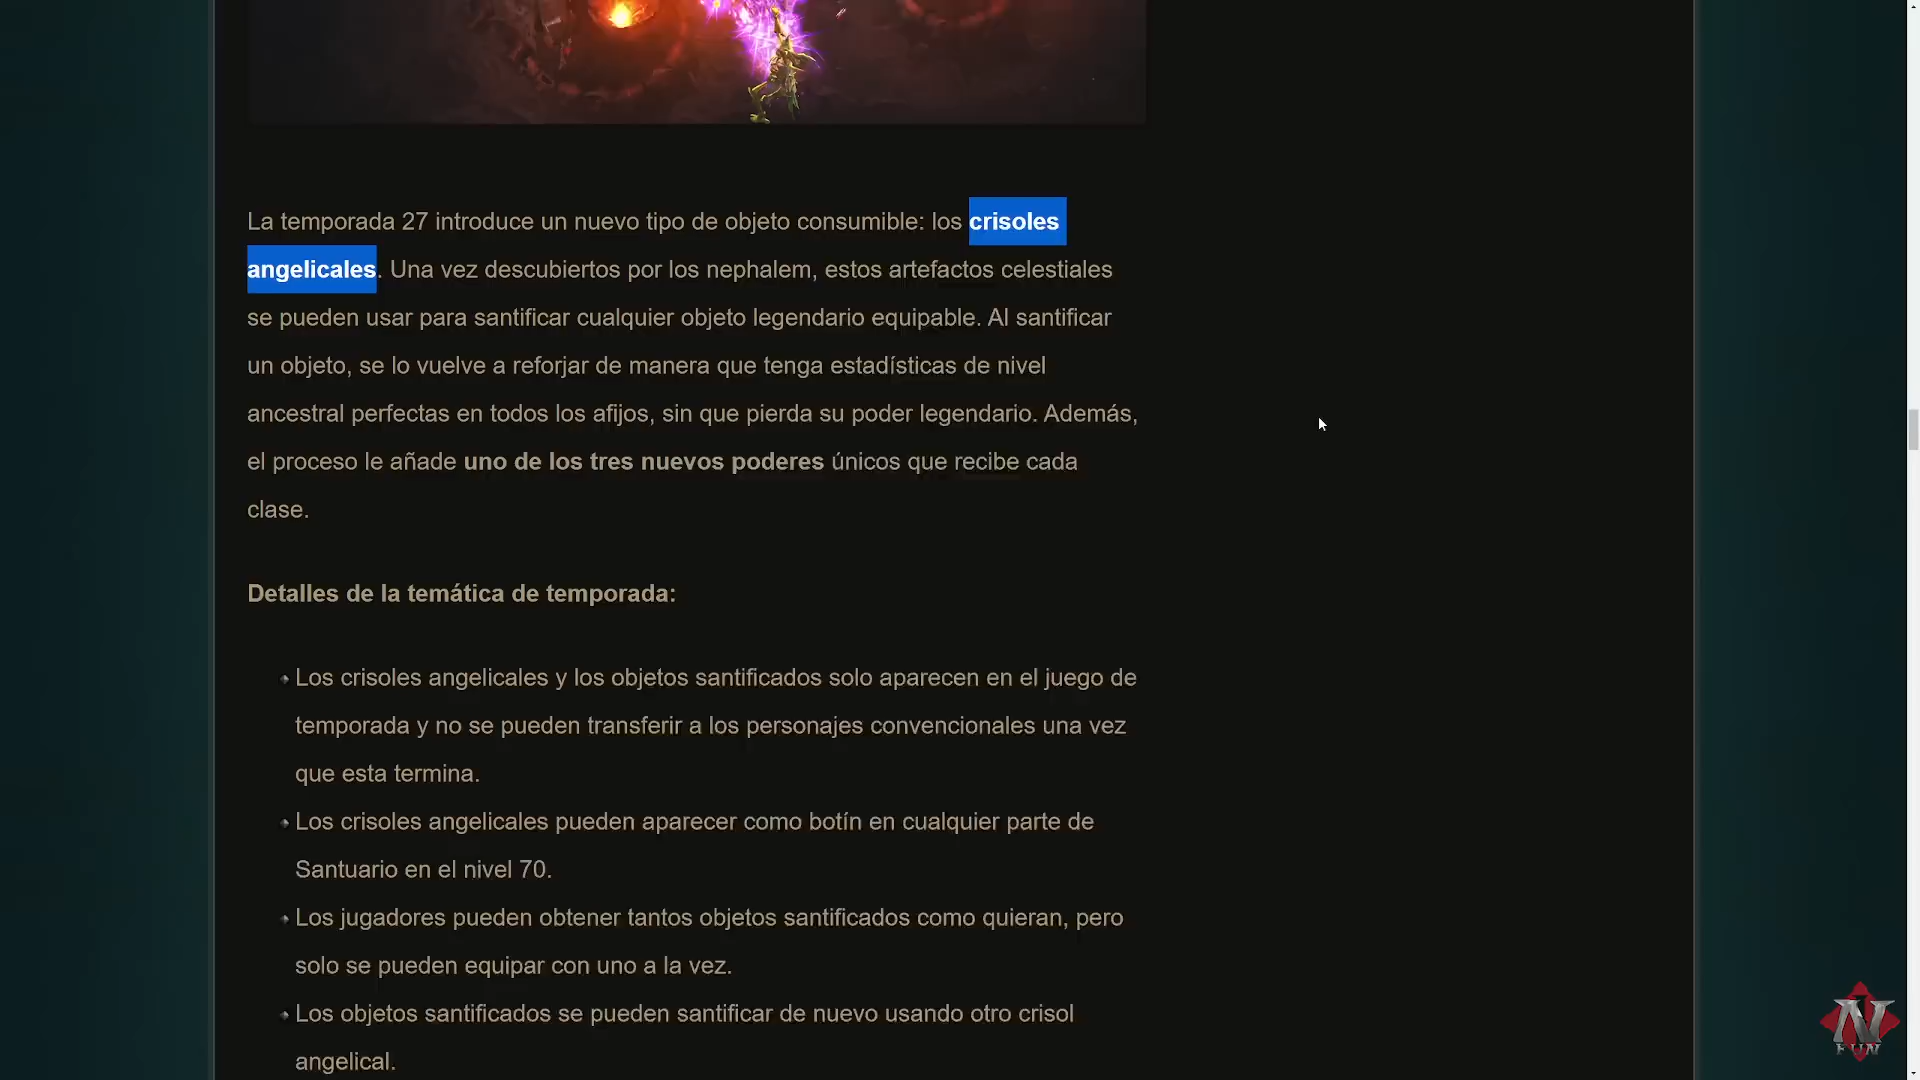 La temporada 27 introduce un nuevo tipo de objeto consumible: los crisoles
angelicales. Una vez descubiertos por los nephalem, estos artefactos celestiales
se pueden usar para santificar cualquier objeto legendario equipable. Al santificar
un objeto, se lo vuelve a reforjar de manera que tenga estadísticas de nivel
ancestral perfectas en todos los afijos, sin que pierda su poder legendario. Además,
el proceso le añade uno de los tres nuevos poderes únicos que recibe cada
clase.
Detalles de la temática de temporada:
Los crisoles angelicales y los objetos santificados solo aparecen en el juego de
temporada y no se pueden transferir a los personajes convencionales una vez
que esta termina.
Los crisoles angelicales pueden aparecer como botín en cualquier parte de
Santuario en el nivel 70.
Los jugadores pueden obtener tantos objetos santificados como quieran, pero
solo se pueden equipar con uno a la vez.
Los objetos santificados se pueden santificar de nuevo usando otro crisol
angelical.
N
FUN